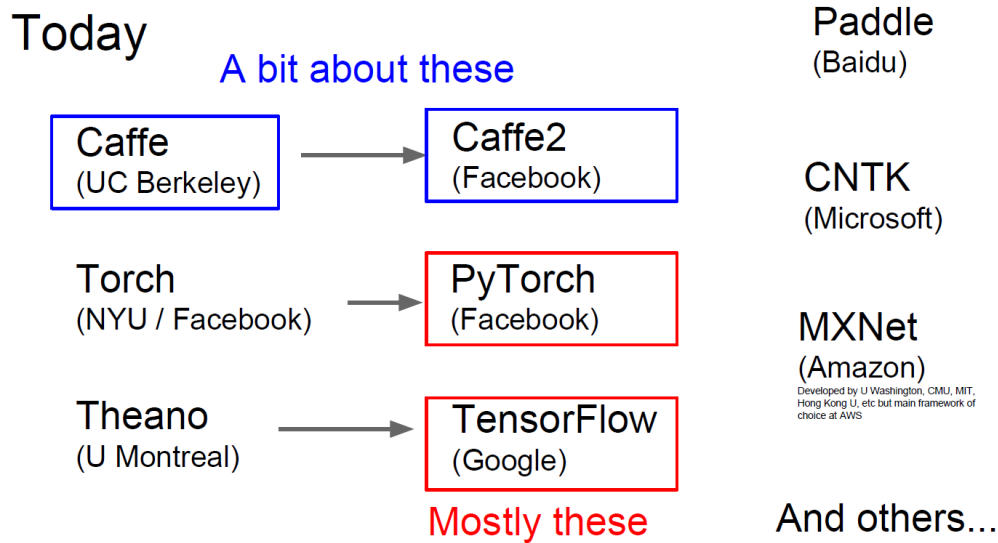 Today
A bit about these
Caffe
(UC Berkeley)
Caffe2
(Facebook)
Torch
(NYU / Facebook)
PyTorch
(Facebook)
Theano
(U Montreal)
TensorFlow
(Google)
Mostly these
Paddle
(Baidu)
CNTK
(Microsoft)
MXNet
(Amazon)
Developed by U Washington, CMU, MIT,
Hong Kong U, etc but main framework of
choice at AWS
And others...